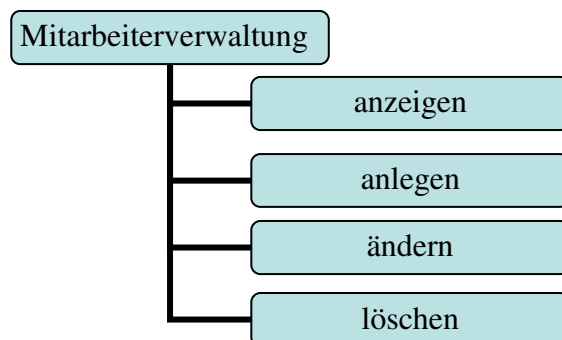 Mitarbeiterverwaltung
anzeigen
anlegen
ändern
löschen